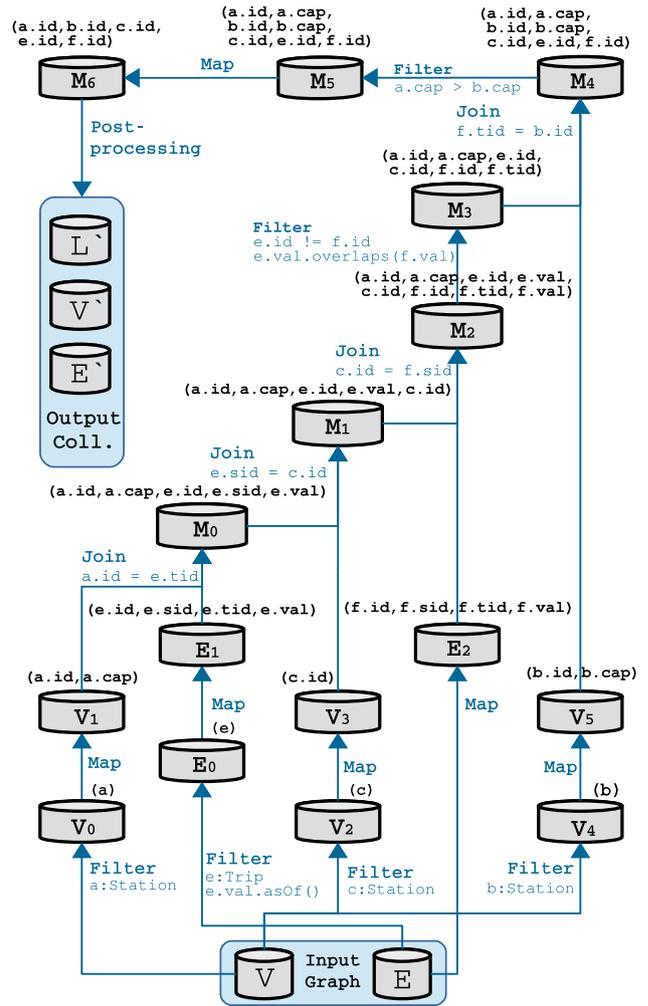 (a.id,b.id,c.id,
e.id,f.id)
(a.id,a.cap,
b.id,b.cap,
c.id,e.id,f.id)
(a.id,a.cap,
b.id,b.cap,
c.id,e.id,f.id)
M6
Map
M5
Filter
a.cap > b.cap
M4
Post-
processing
Join
f.tid = b.id
(a.id,a.cap,e.id,
c.id,f.id,f.tid)
M3
Filter
e.id != f.id
e.val.overlaps(f.val)
L`
V`
E`
Output
Coll.
(a.id,a.cap,e.id,e.val,
c.id,f.id,f.tid,f.val)
M2
Join
c.id = f.sid
(a.id,a.cap,e.id,e.val,c.id)
M1
Join
e.sid = c.id
(a.id,a.cap,e.id,e.sid,e.val)
M0
Join
a.id = e.tid
(e.id,e.sid,e.tid,e.val)
(f.id,f.sid,f.tid,f.val)
E1
E2
(a.id,a.cap)
(c.id)
(b.id,b.cap)
V1
Map
V3
Map
V5
(e)
E0
Map
Map
Map
(a)
(c)
(b)
V0
V2
V4
Filter
a:Station
Filter
e:Trip
e.val.asOf()
Filter
c:Station
Filter
b:Station
V
Input
Graph
E